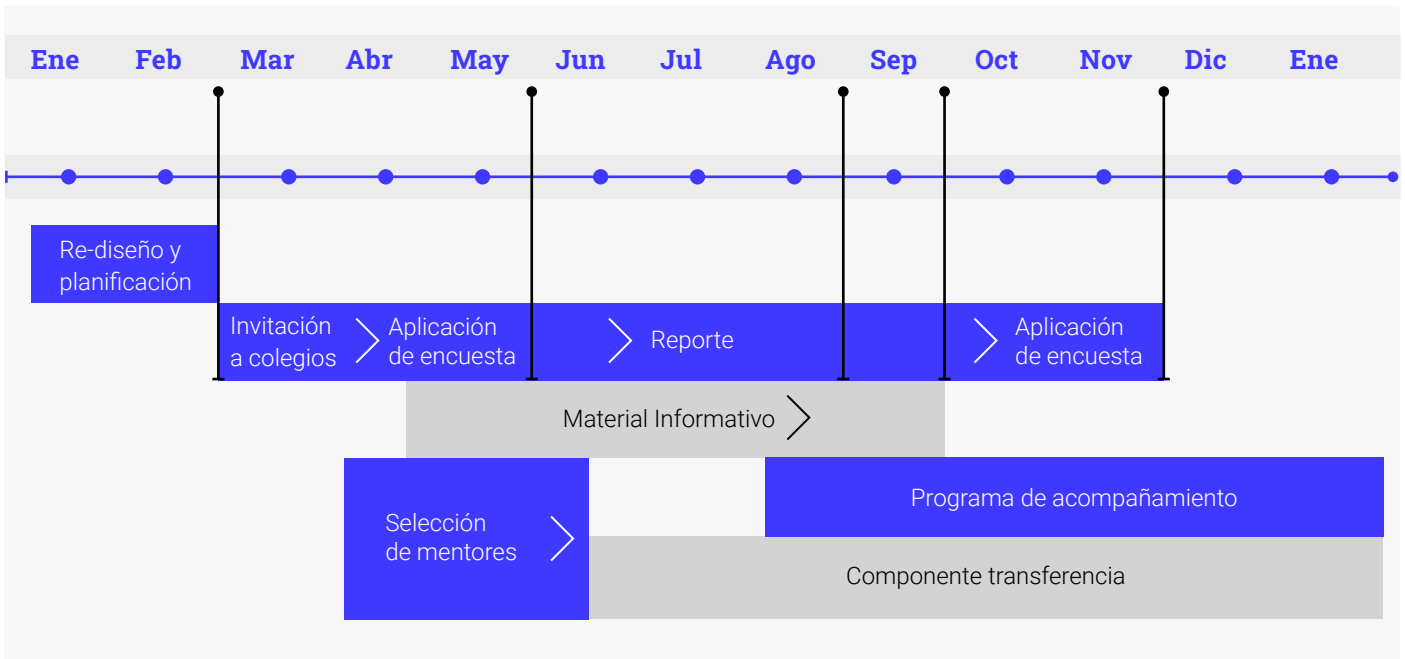 Ene Feb Mar Abr May Jun Jul Ago Sep Oct Nov Dic Ene
Re-diseño y
planificación
Invitación
a colegios
Aplicación
de encuesta
Reporte
Aplicación
de encuesta
Material Informativo
Selección
de mentores
Programa de acompañamiento
Componente transferencia